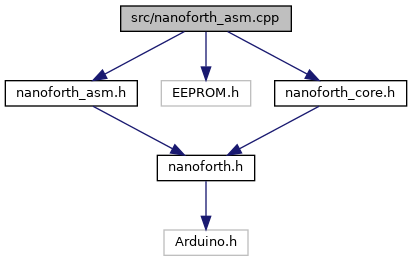 src/nanoforth_asm.cpp
nanoforth_asm.h
EEPROM.h
nanoforth_core.h
nanoforth.h
Arduino.h